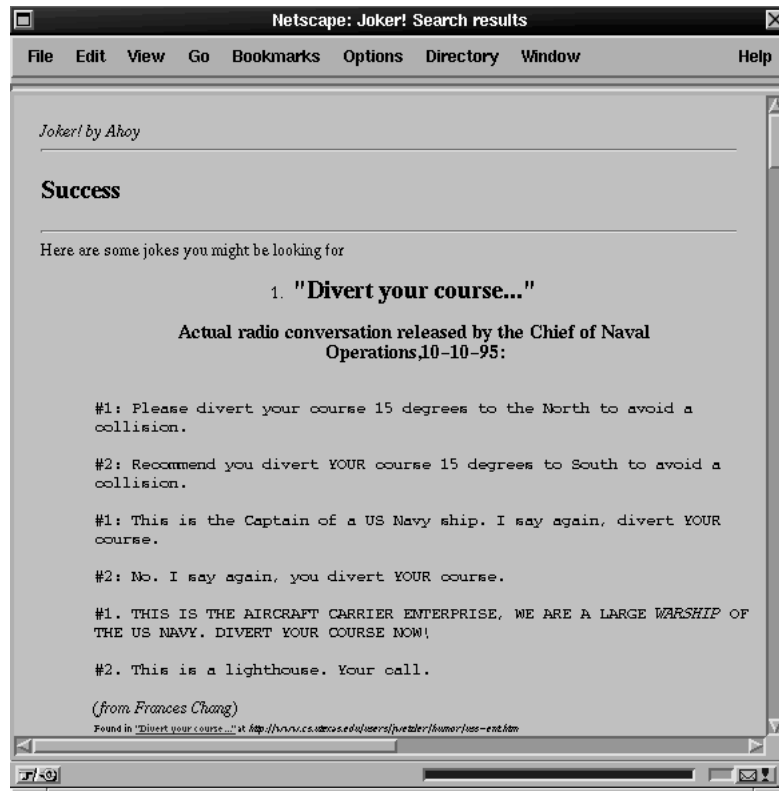 Netscape: Joker! Search results
File Edit View Go Bookmarks Options Directory Window Help
Joker! by Ahoy
Success
Here are some jokes you might be looking for
1. "Divert your course..."
Actual radio conversation released by the Chief of Naval
Operations,10-10-95:
#1: Please divert your course 15 degrees to the North to avoid a
collision.
#2: Recommend you divert YOUR course 15 degrees to South to avoid a
collision.
#1: This is the Captain of a US Navy ship. I say again, divert YOUR
course.
#2: No. I say again, you divert YOUR course.
#1. THIS IS THE AIRCRAFT CARRIER ENTERPRISE, WE ARE A LARGE WARSHIP OF
THE US NAVY. DIVERT YOUR COURSE NOW!
#2. This is a lighthouse. Your call.
(from Frances Chang)
Found in "Divert your course..." at